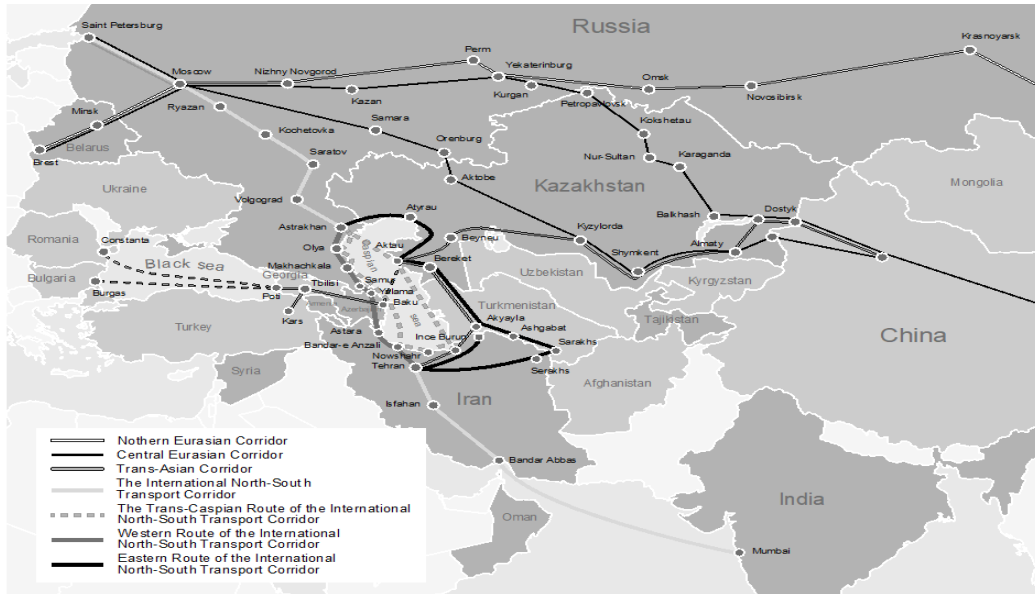 Saint Petersburg
Russia
Krasnoyarsk
Perm
Yekaterinburg
Moscow
Nizhny Novgorod
Omsk
Novosibirsk
Kazan
Kurgan
Petropavlovsk
Ryazan
Minsk
Samara
Kokshetau
Kochetovka
Orenburg
Belarus
Brest
Saratov
Nur-Sultan
Karaganda
Aktobe
Kazakhstan
Mongolia
Ukraine
Volgograd
Atyrau
Balkhash
Dostyk
Astrakhan
Kyzylorda
Romania
Constanta
Olya
Aktau
Beyneu
Almaty
Shymkent
Caspian
sea
Black sea
Makhachkala
Bereket
Uzbekistan
Kyrgyzstan
Bulgaria
Georgia
Tbilisi
Samur
Yalama
Burgas
Poti
Armenia
Azerbaijan
Baku
Turkmenistan
Turkey
Kars
Akyayla
Tajikistan
China
Astara
Ince Burun
Ashgabat
Bandar-e Anzali
Nowshahr
Sarakhs
Tehran
Serakhs
Syria
Afghanistan
Iran
Isfahan
Nothern Eurasian Corridor
Central Eurasian Corridor
Trans-Asian Corridor
The International North-South
Transport Corridor
The Trans-Caspian Route of the International
North-South Transport Corridor
Western Route of the International
North-South Transport Corridor
Eastern Route of the International
North-South Transport Corridor
Bandar Abbas
India
Oman
Mumbai